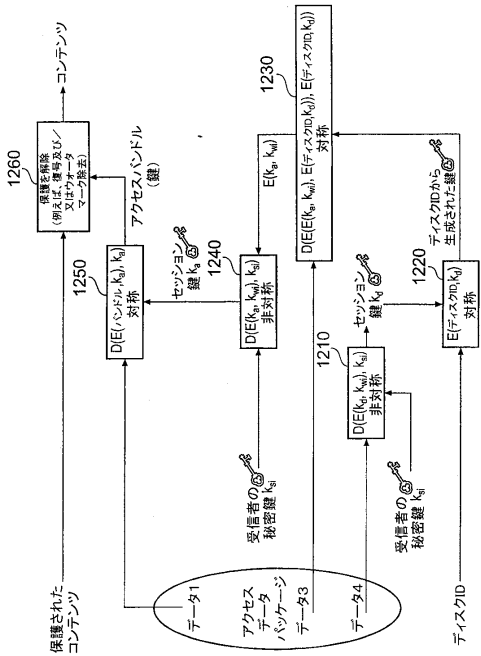 保護された
コンテンツ
1260
保護を解除
(例えば、復号及び/
又はウオータ
マーク除去)
コンテンツ
アクセスバンドル
(鍵)
1250
D(E(バンドル,ka), ka)
対称
データ1
セッション
鍵 ka
1240
D(E(ka, kwi), ksi)
非対称
受信者の
秘密鍵 ksi
E(ka, kwi)
1230
D(E(E(ka, kwi), E(ディスクID,kd)), E(ディスクID,kd))
対称
アクセス
データ
パッケージ
データ3
データ4
1210
D(E(kd, kwi), ksi)
非対称
受信者の
秘密鍵 ksi
セッション
鍵 kd
1220
E(ディスクID,kd)
対称
ディスクIDから
生成された鍵
ディスクID